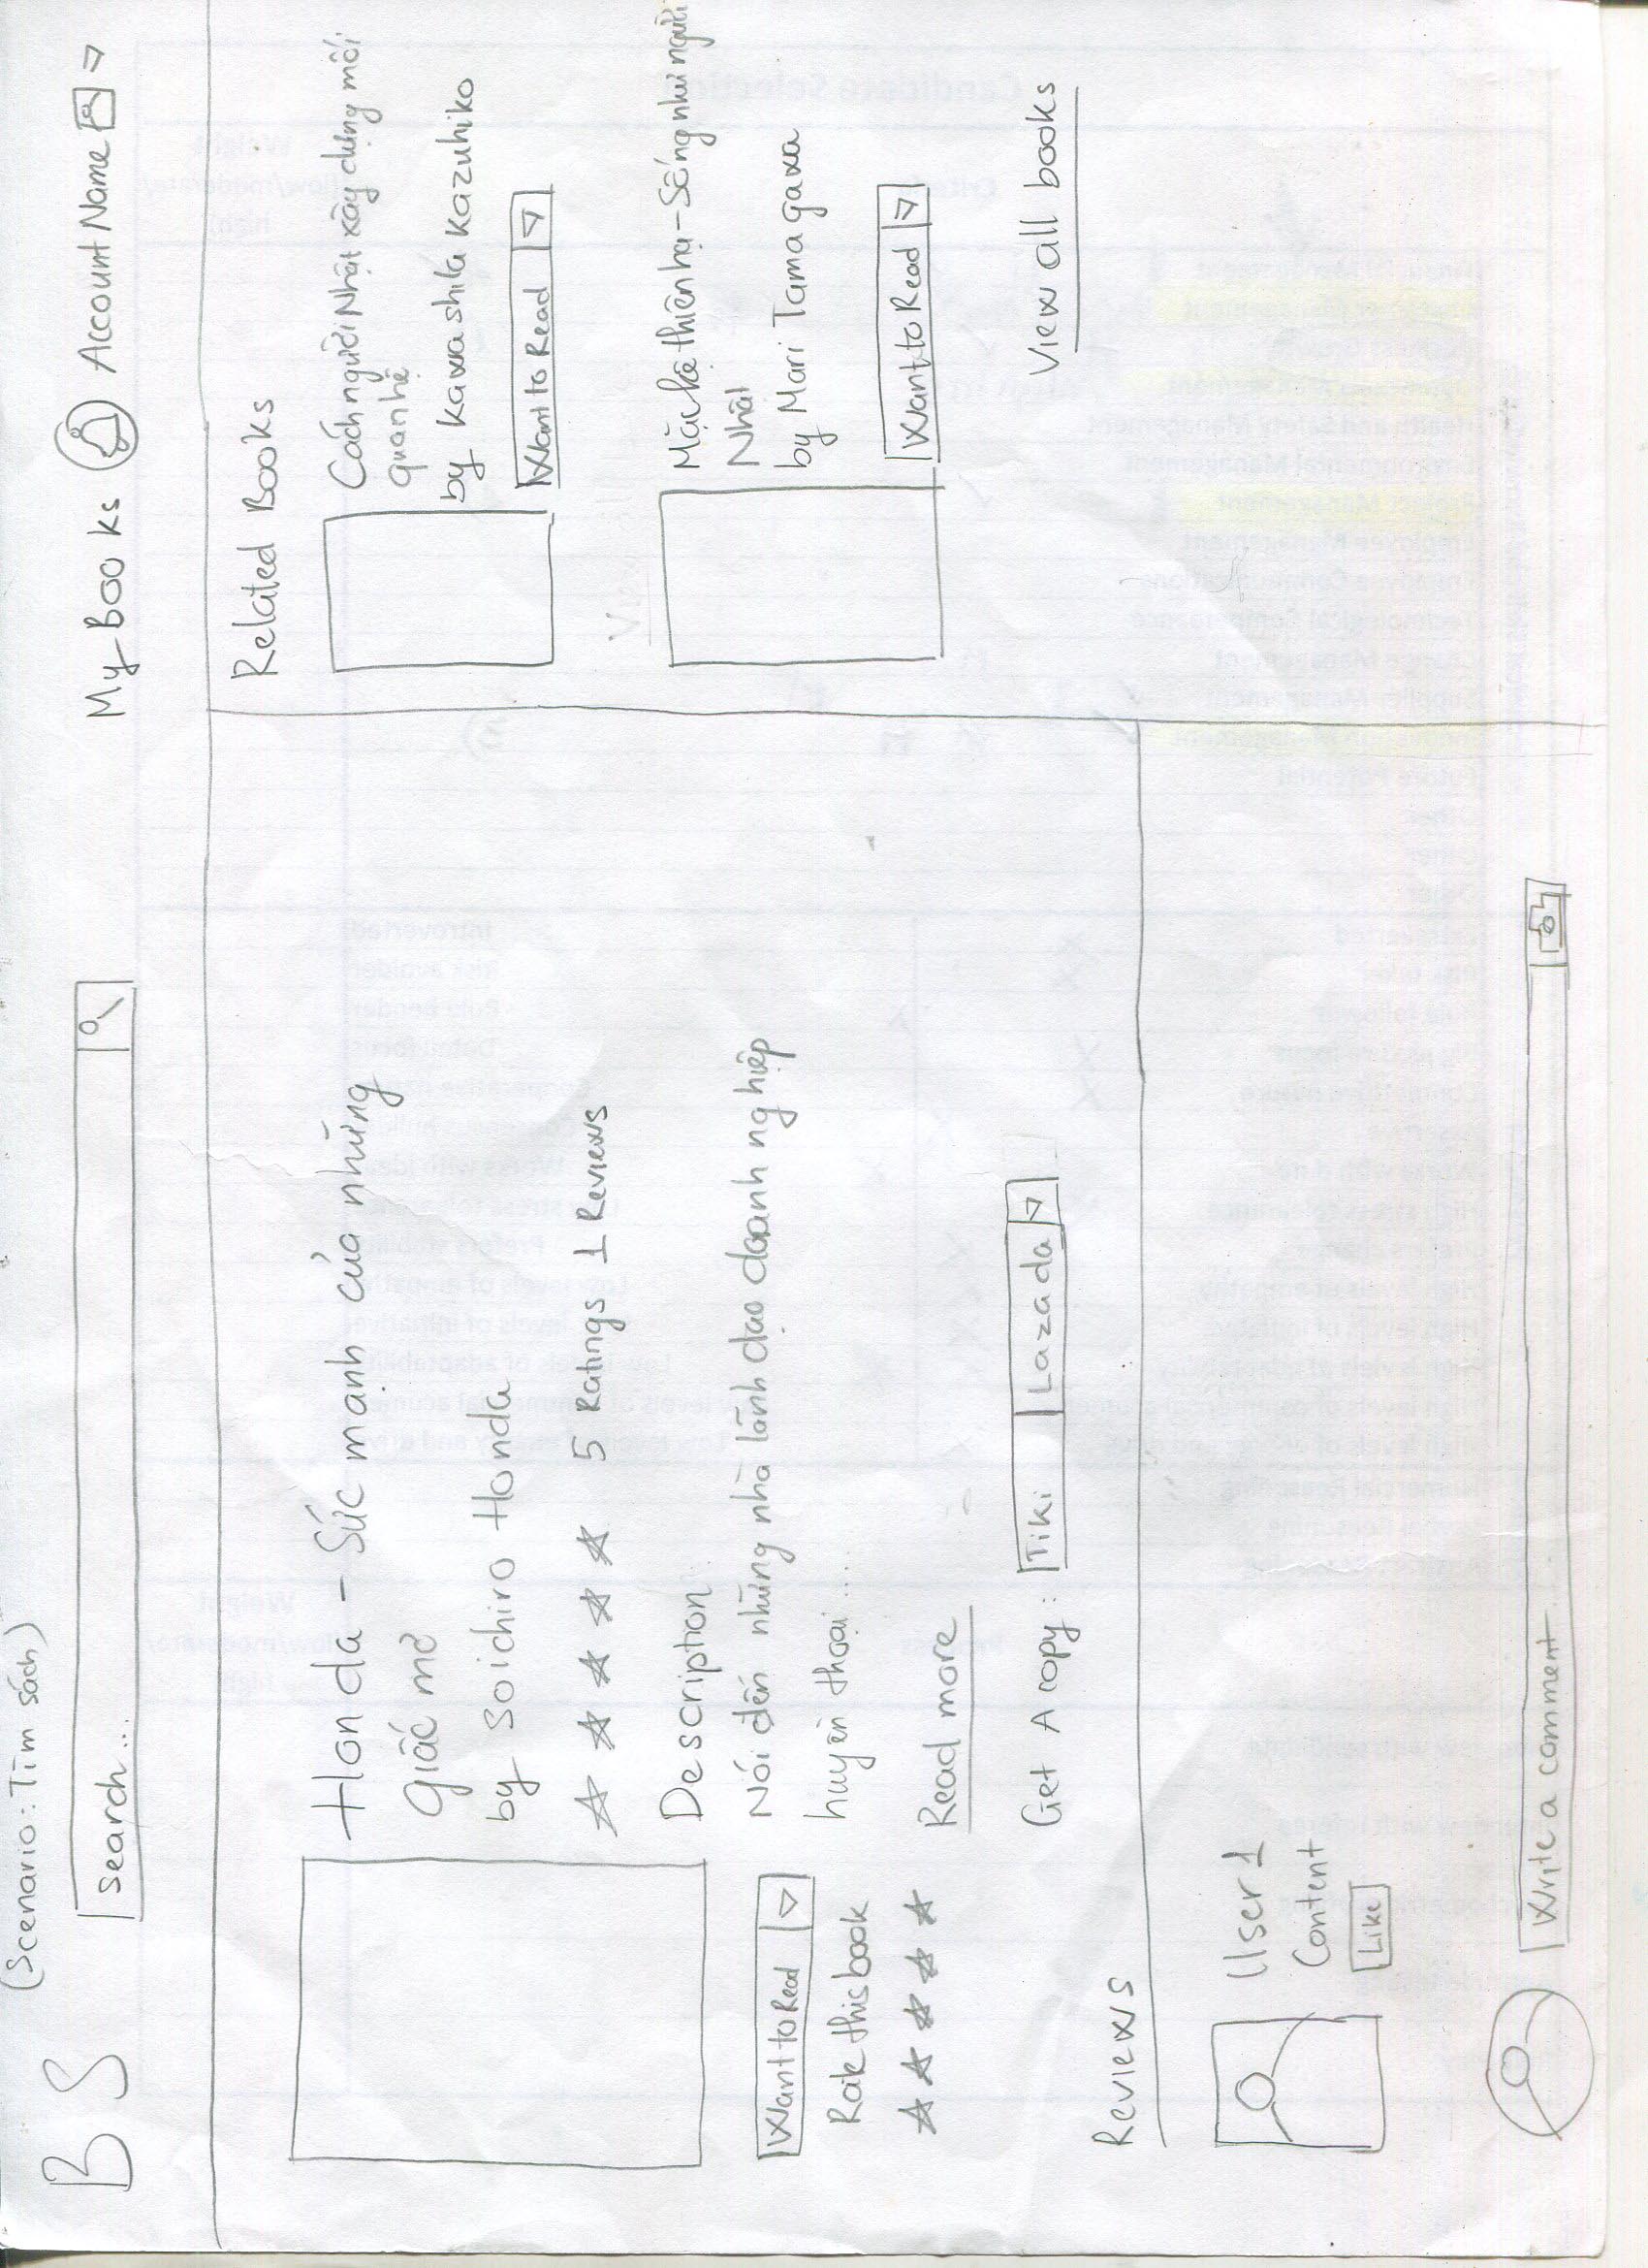 (Scenario: Tìm sách)
BS
search...
My Books
Account Name
Honda - Sức mạnh của những
giấc mơ
by Soichiro Honda
5 Ratings 1 Reviews
Description
Nói đến những nhà lãnh đạo doanh nghiệp
huyền thoại....
Read more
Get A copy: Tiki Lazada
Want to Read
Rate this book
Reviews
User 1
Content
Like
Write a comment
Related Books
Cách người Nhật xây dựng mối
quan hệ
by Kawashita Kazuhiko
Want to Read
View
Mặc kệ thiên hạ - Sống như người
Nhật
by Mari Tamagawa
Want to Read
View all books